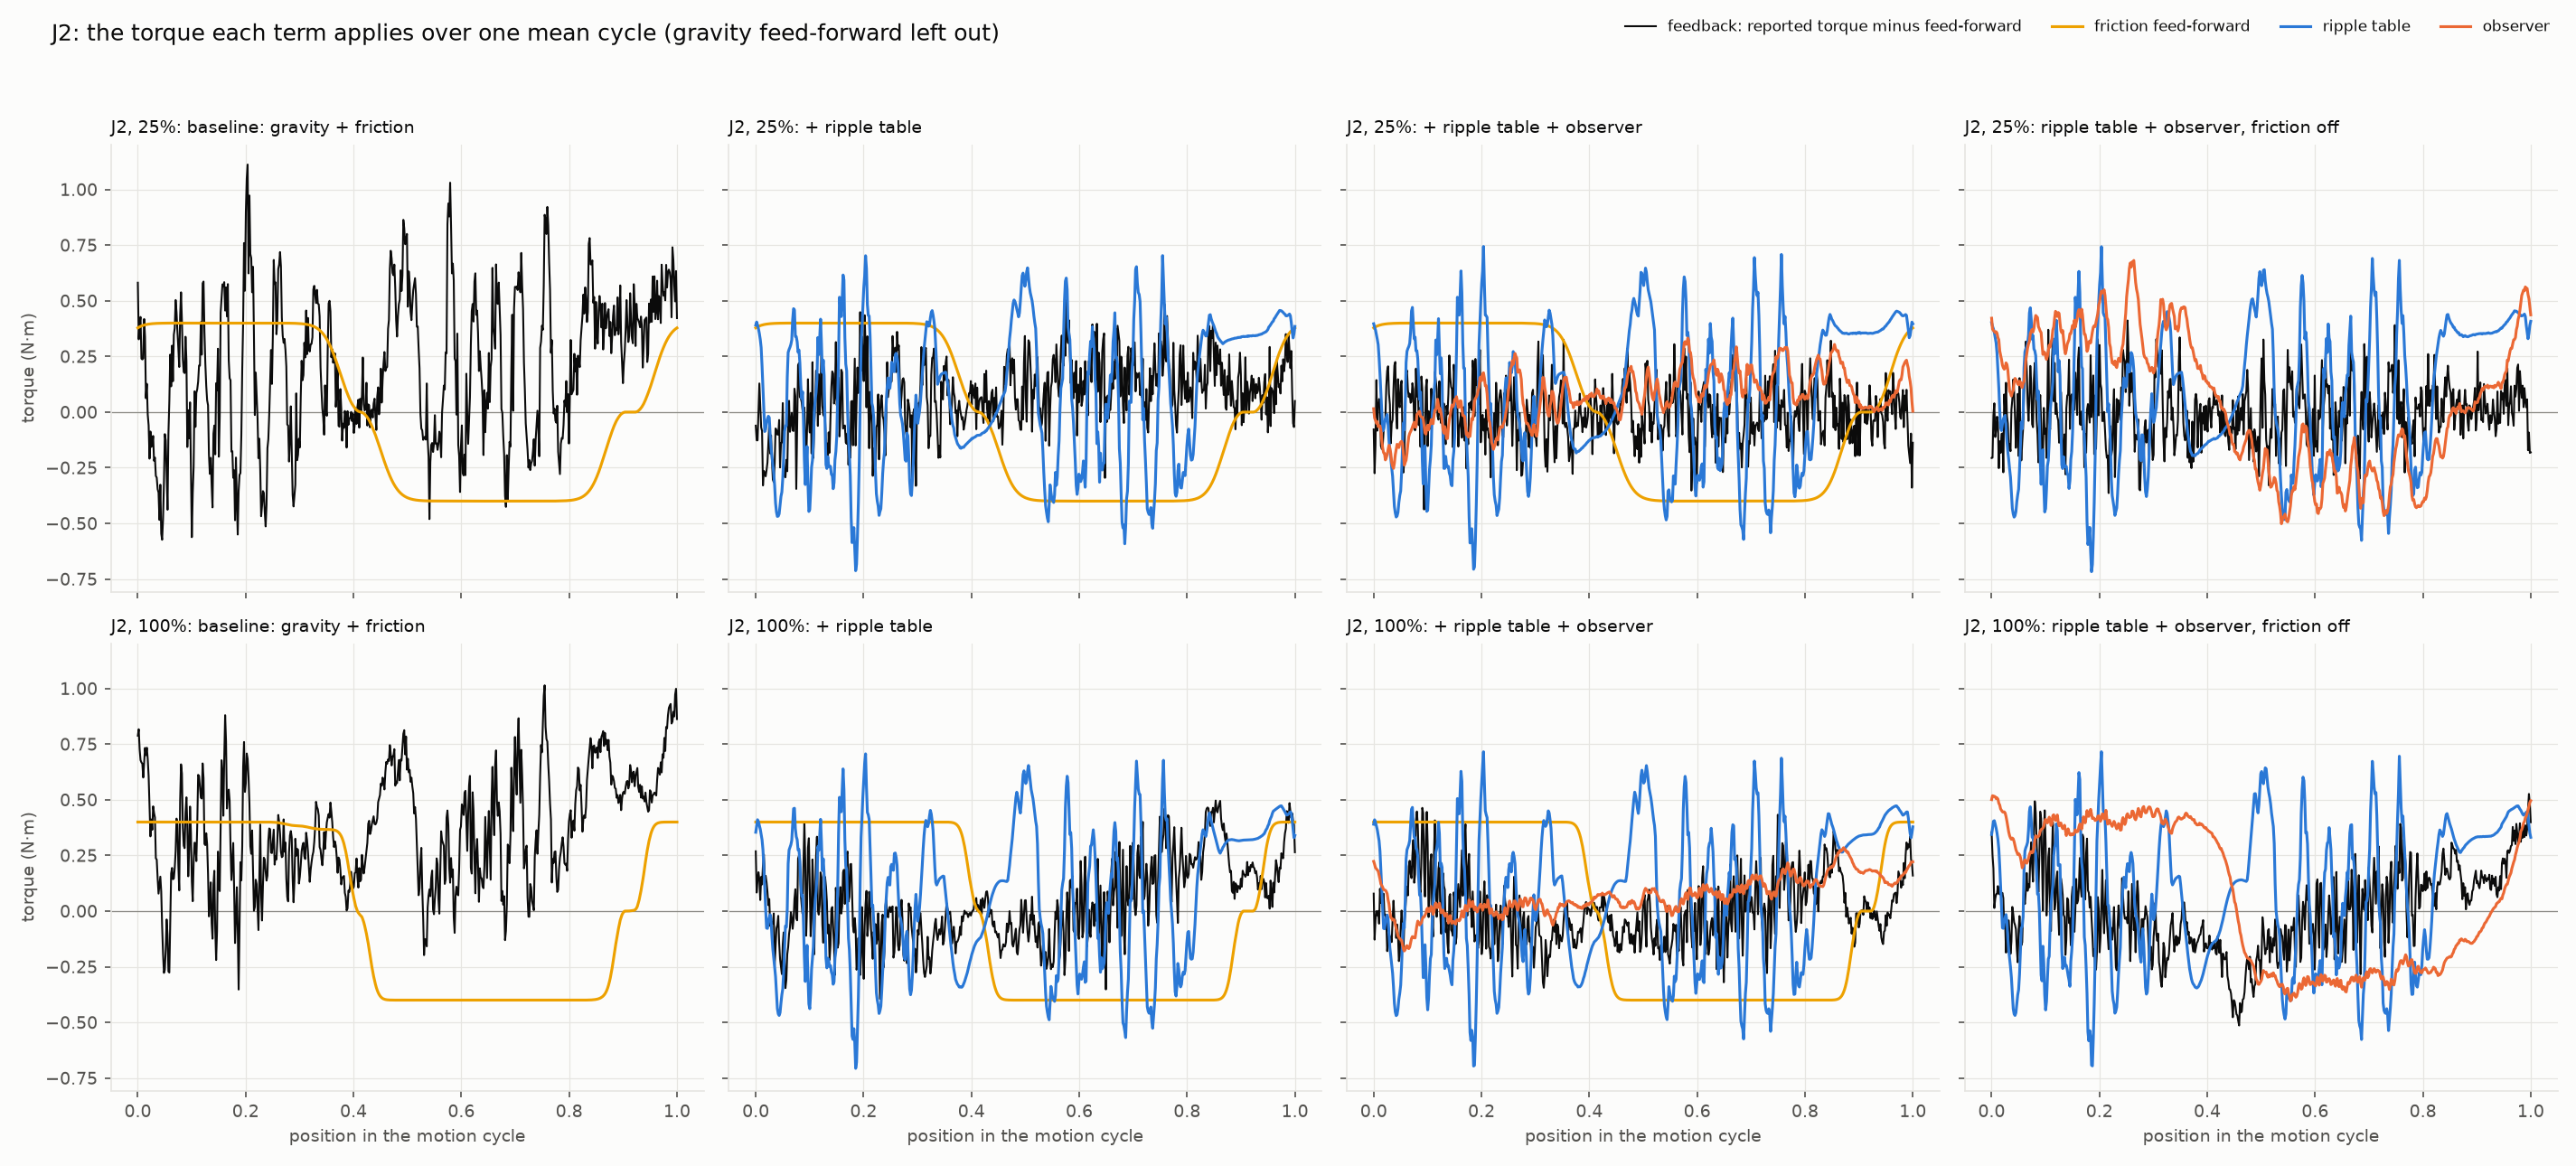 J2: the torque each term applies over one mean cycle (gravity feed-forward left out)
feedback: reported torque minus feed-forward
friction feed-forward
ripple table
observer
J2, 25%: baseline: gravity + friction
J2, 25%: + ripple table
J2, 25%: + ripple table + observer
J2, 25%: ripple table + observer, friction off
torque (N·m)
1.00
0.75
0.50
0.25
0.00
−0.25
−0.50
−0.75
J2, 100%: baseline: gravity + friction
J2, 100%: + ripple table
J2, 100%: + ripple table + observer
J2, 100%: ripple table + observer, friction off
torque (N·m)
1.00
0.75
0.50
0.25
0.00
−0.25
−0.50
−0.75
0.0 0.2 0.4 0.6 0.8 1.0
0.0 0.2 0.4 0.6 0.8 1.0
0.0 0.2 0.4 0.6 0.8 1.0
0.0 0.2 0.4 0.6 0.8 1.0
position in the motion cycle
position in the motion cycle
position in the motion cycle
position in the motion cycle